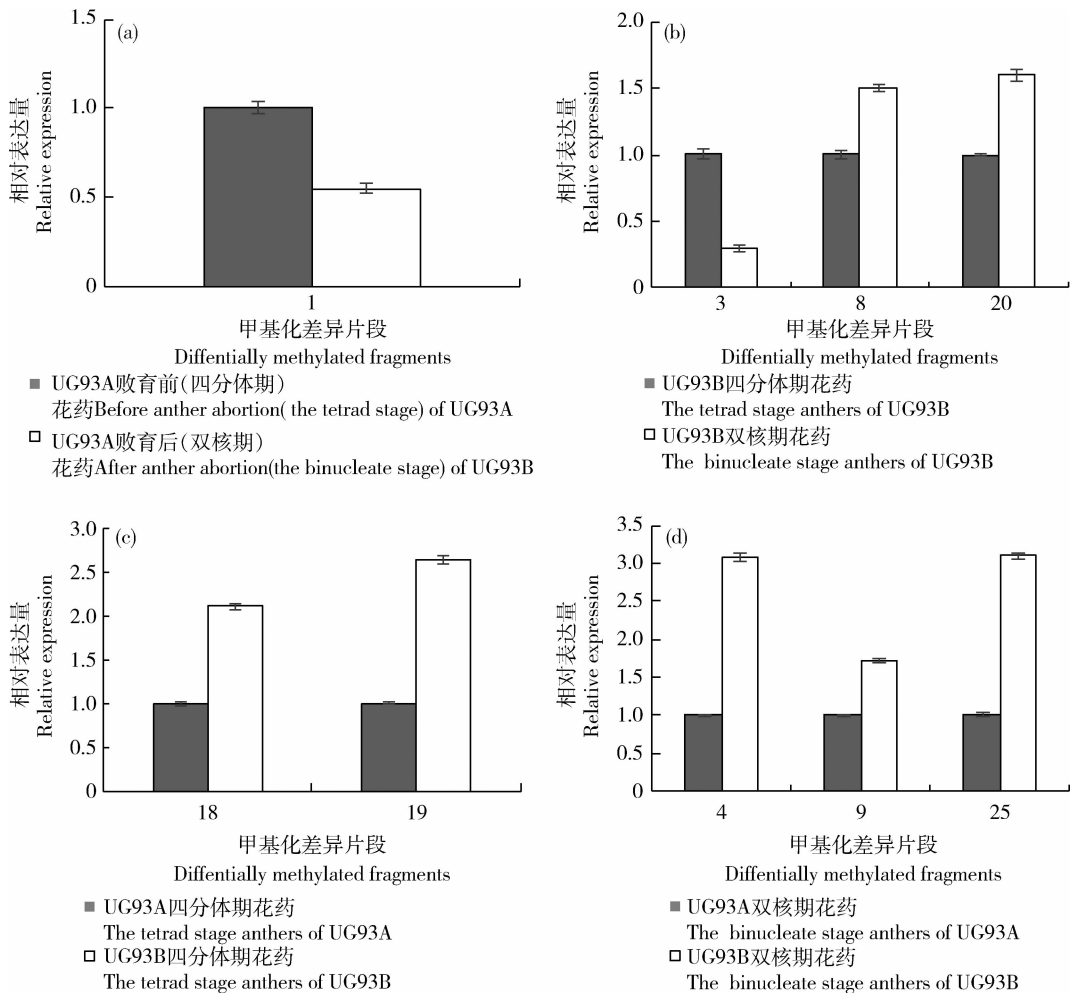 (a)
1.5
1.0
0.5
0
相对表达量
Relative expression
1
甲基化差异片段
Diffentially methylated fragments
UG93A败育前(四分体期)
花药Before anther abortion( the tetrad stage) of UG93A
UG93A败育后(双核期)
花药After anther abortion(the binucleate stage) of UG93B
(b)
2.0
1.5
1.0
0.5
0
相对表达量
Relative expression
3 8 20
甲基化差异片段
Diffentially methylated fragments
UG93B四分体期花药
The tetrad stage anthers of UG93B
UG93B双核期花药
The binucleate stage anthers of UG93B
(c)
3.0
2.5
2.0
1.0
0.5
0
相对表达量
Relative expression
18 19
甲基化差异片段
Diffentially methylated fragments
UG93A四分体期花药
The tetrad stage anthers of UG93A
UG93B四分体期花药
The tetrad stage anthers of UG93B
(d)
3.5
3.0
2.5
2.0
1.5
1.0
0.5
0
相对表达量
Relative expression
4 9 25
甲基化差异片段
Diffentially methylated fragments
UG93A双核期花药
The binucleate stage anthers of UG93A
UG93B双核期花药
The binucleate stage anthers of UG93B